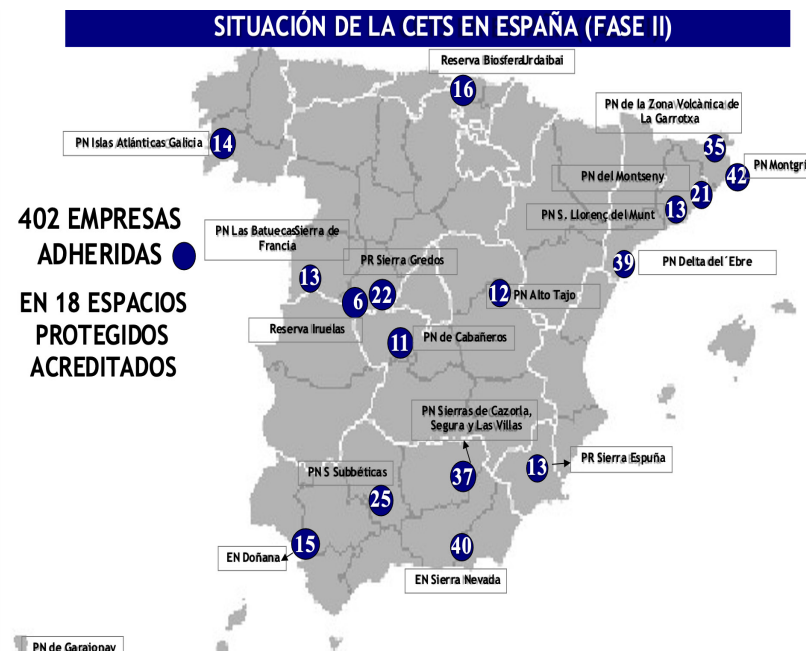 SITUACIÓN DE LA CETS EN ESPAÑA (FASE II)
Reserva BiosferaUrdaibai
16
PN de la Zona Volcànica de
La Garrotxa
35
PN Islas Atlánticas Galicia
14
PN Montgrí
42
PN del Montseny
21
PN S. Llorenç del Munt
13
402 EMPRESAS
ADHERIDAS
EN 18 ESPACIOS
PROTEGIDOS
ACREDITADOS
PN Las BatuecasSierra de
Francia
13
PR Sierra Gredos
22
6
Reserva Iruelas
12
PN Alto Tajo
39
PN Delta del´Ebre
11
PN de Cabañeros
PN Sierras de Cazorla,
Segura y Las Villas
37
13
PR Sierra Espuña
PN S Subbéticas
25
15
EN Doñana
40
EN Sierra Nevada
PN de Garajonay